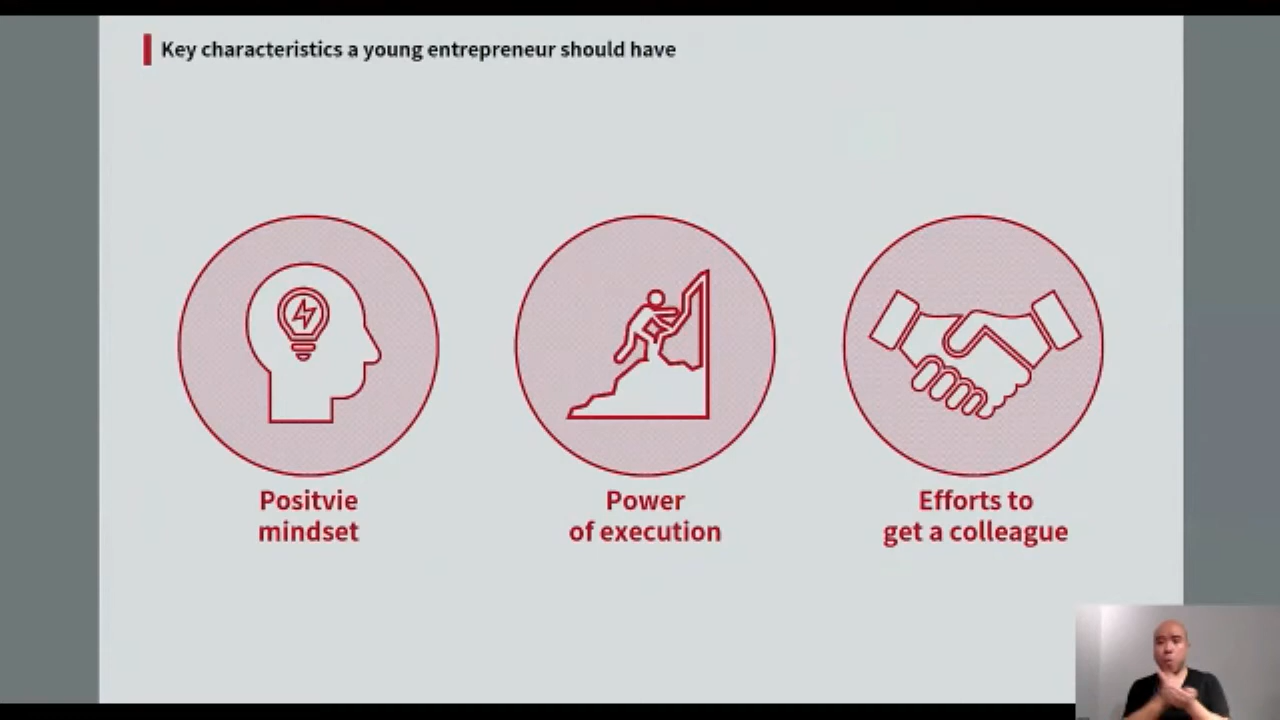 Key characteristics a young entrepreneur should have
Positvie
mindset
Power
of execution
Efforts to
get a colleague